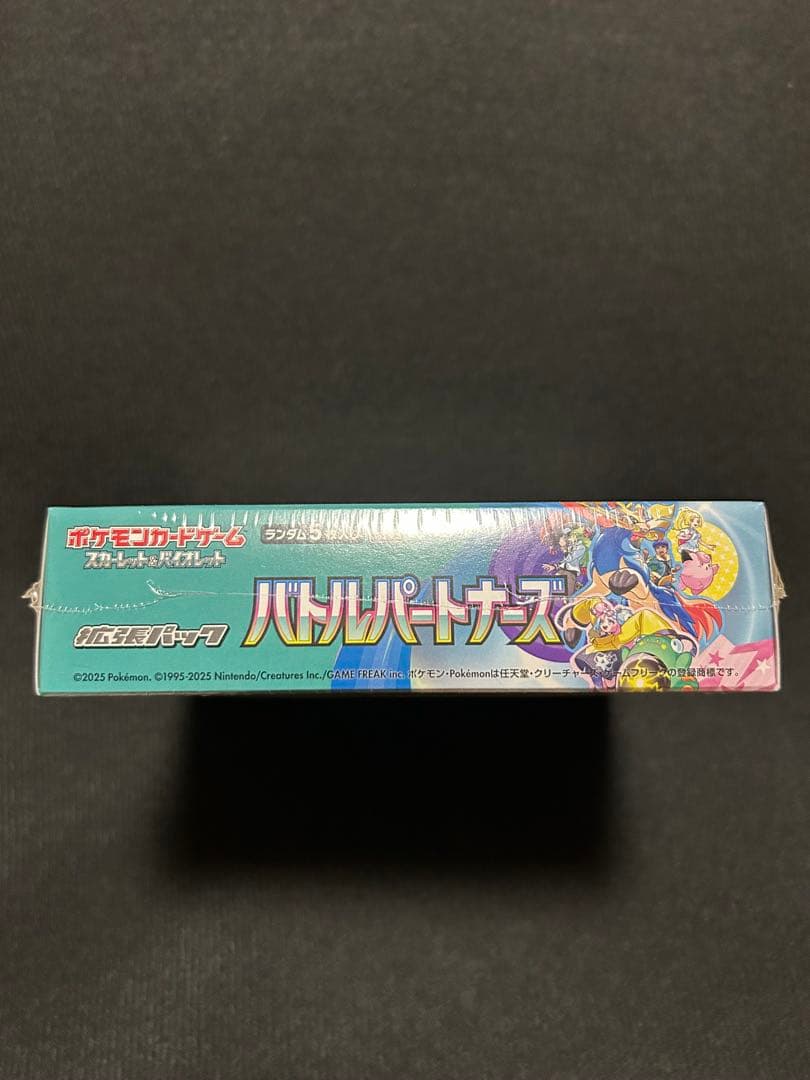 ポケモンカードゲーム
スカーレット&バイオレット
ランダム5枚入り
拡張パック
バトルパートナーズ
©2025 Pokémon. ©1995-2025 Nintendo/Creatures Inc./GAME FREAK inc. ポケモン・Pokémonは任天堂・クリーチャーズ・ゲームフリークの登録商標です。